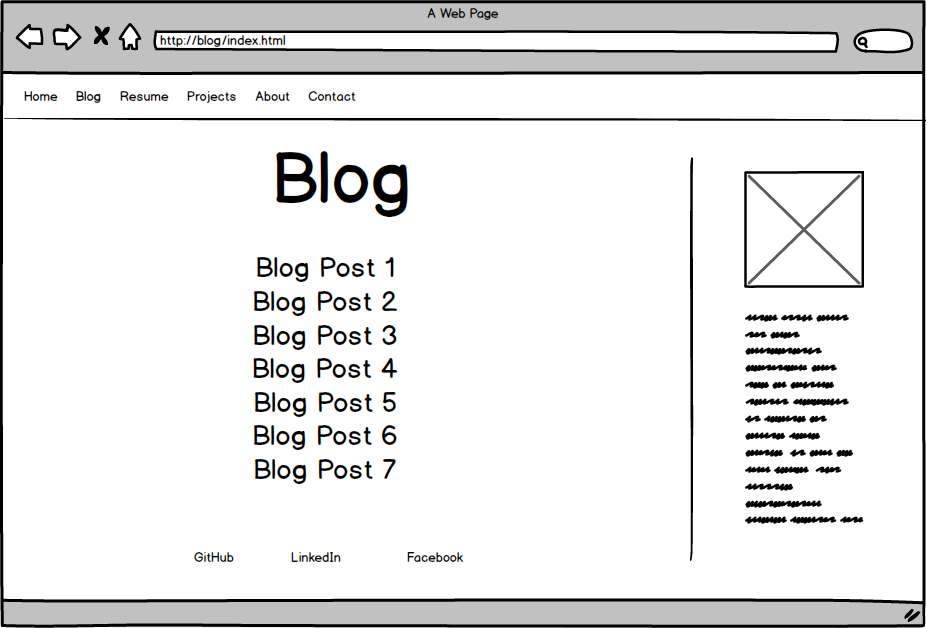 A Web Page
http://blog/index.html
Home Blog Resume Projects About Contact
Blog
Blog Post 1
Blog Post 2
Blog Post 3
Blog Post 4
Blog Post 5
Blog Post 6
Blog Post 7
GitHub LinkedIn Facebook